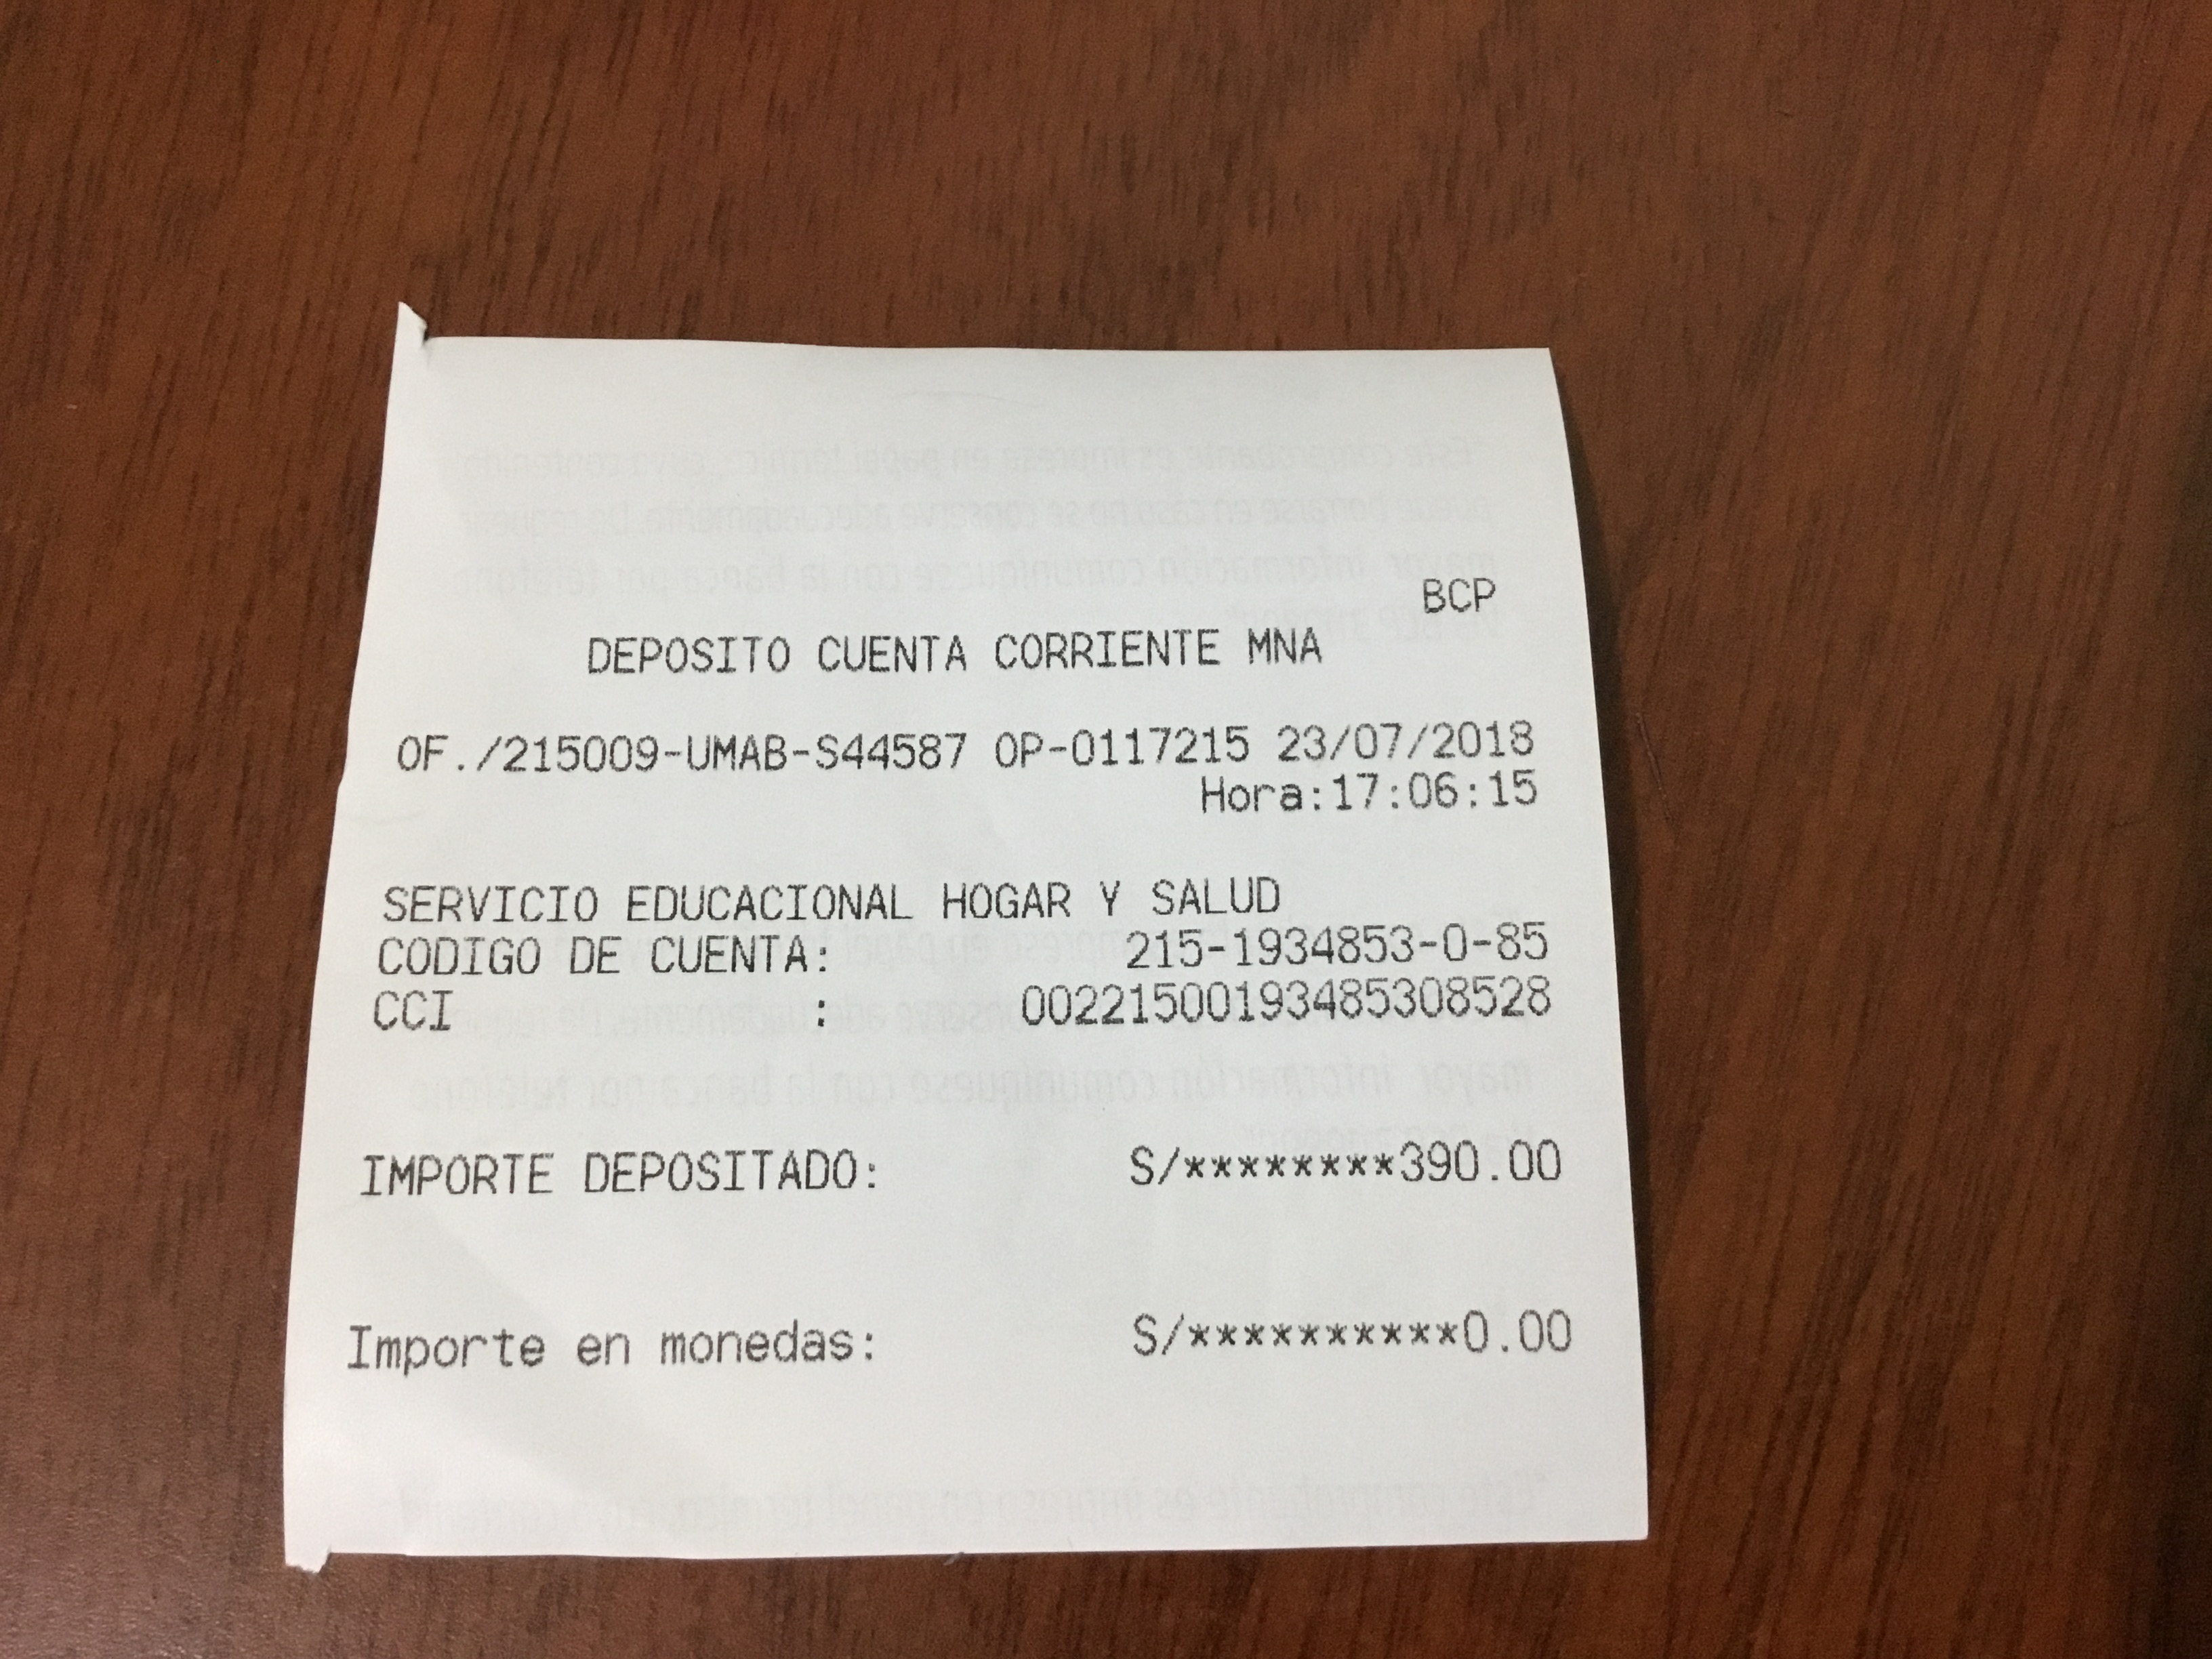 BCP
DEPOSITO CUENTA CORRIENTE MNA
OF./215009-UMAB-S44587 OP-0117215 23/07/2018
Hora:17:06:15
SERVICIO EDUCACIONAL HOGAR Y SALUD
CODIGO DE CUENTA: 215-1934853-0-85
CCI : 00221500193485308528
IMPORTE DEPOSITADO: S/********390.00
Importe en monedas: S/**********0.00